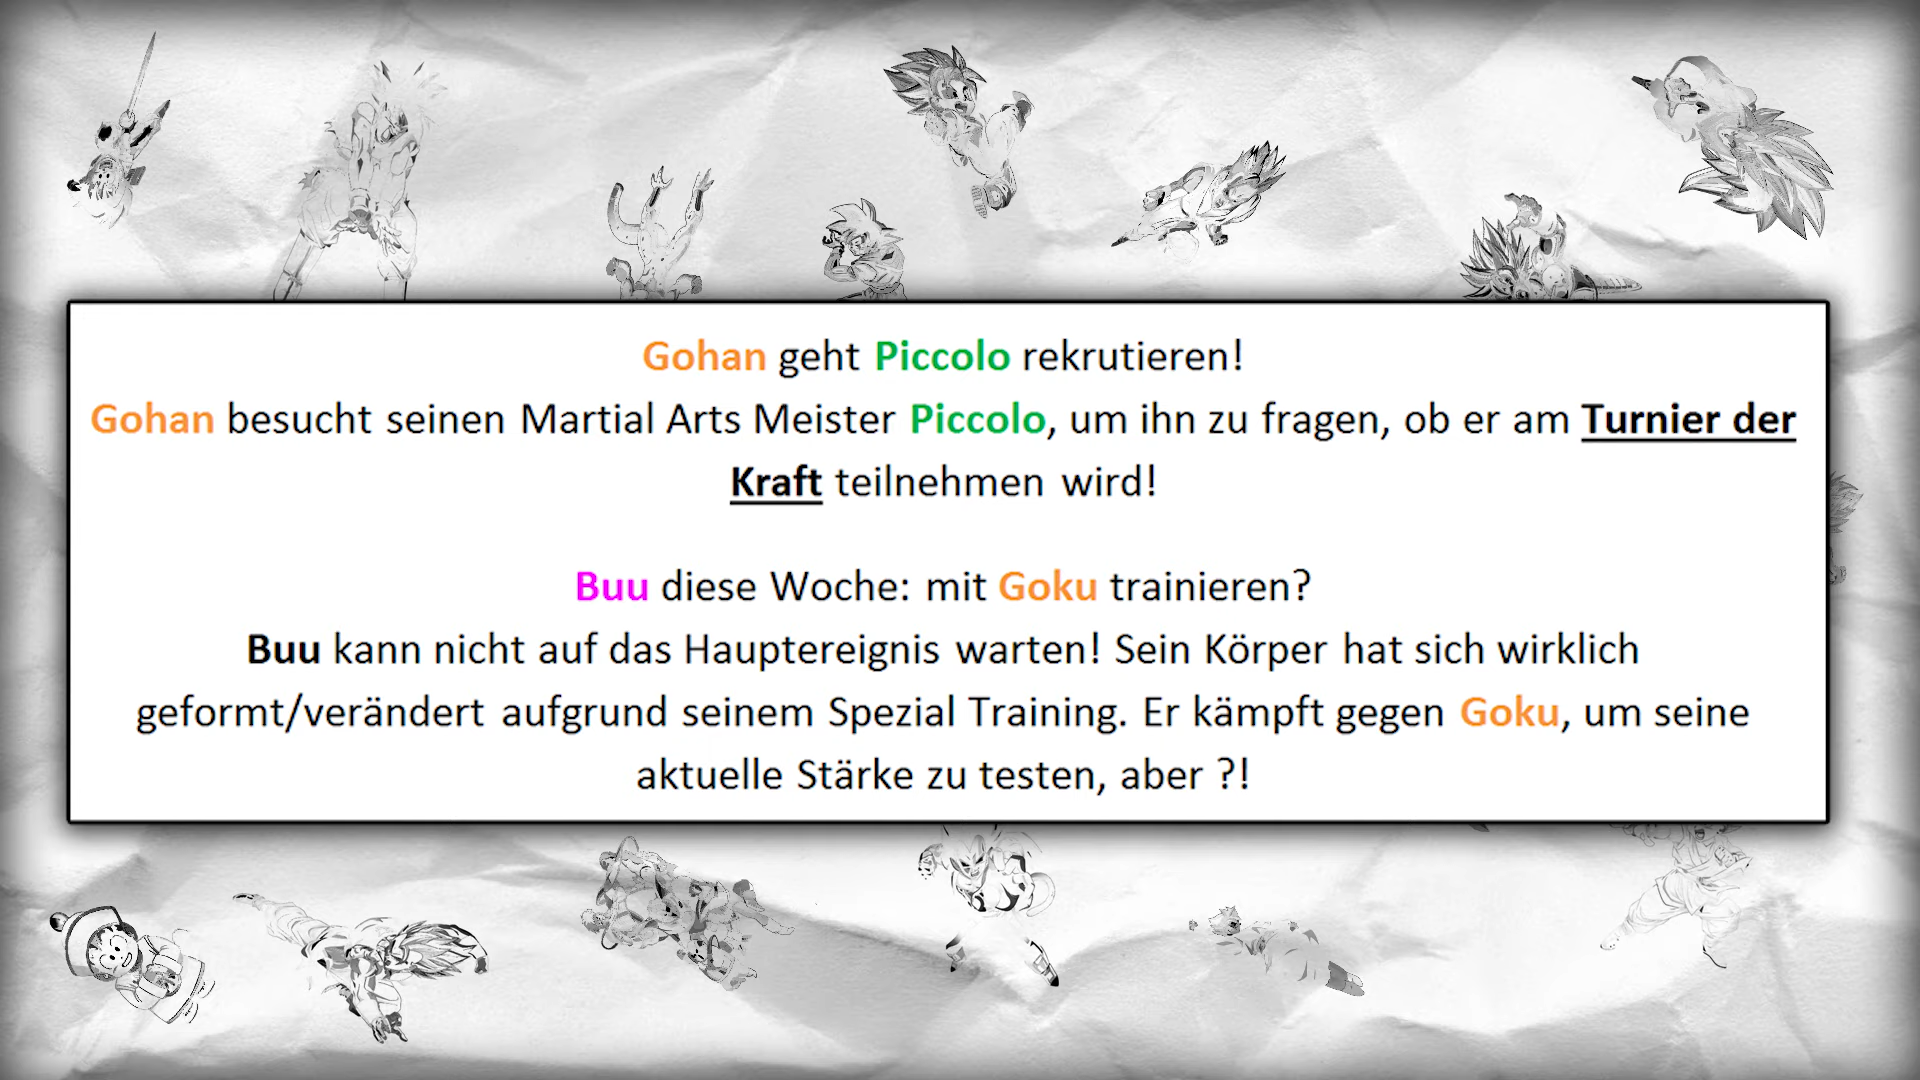 Gohan geht Piccolo rekrutieren!
Gohan besucht seinen Martial Arts Meister Piccolo, um ihn zu fragen, ob er am Turnier der
Kraft teilnehmen wird!
Buu diese Woche: mit Goku trainieren?
Buu kann nicht auf das Hauptereignis warten! Sein Körper hat sich wirklich
geformt/verändert aufgrund seinem Spezial Training. Er kämpft gegen Goku, um seine
aktuelle Stärke zu testen, aber ?!